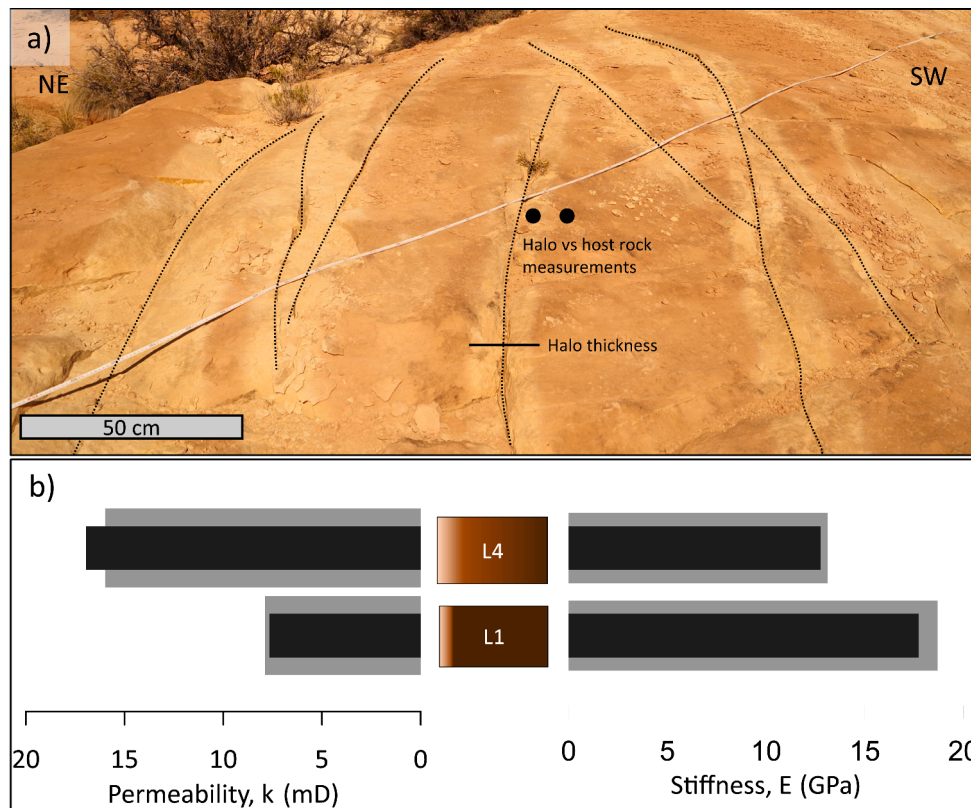 a)
NE
SW
Halo vs host rock
measurements
Halo thickness
50 cm
b)
L4
L1
20 15 10 5 0
0 5 10 15 20
Permeability, k (mD)
Stiffness, E (GPa)